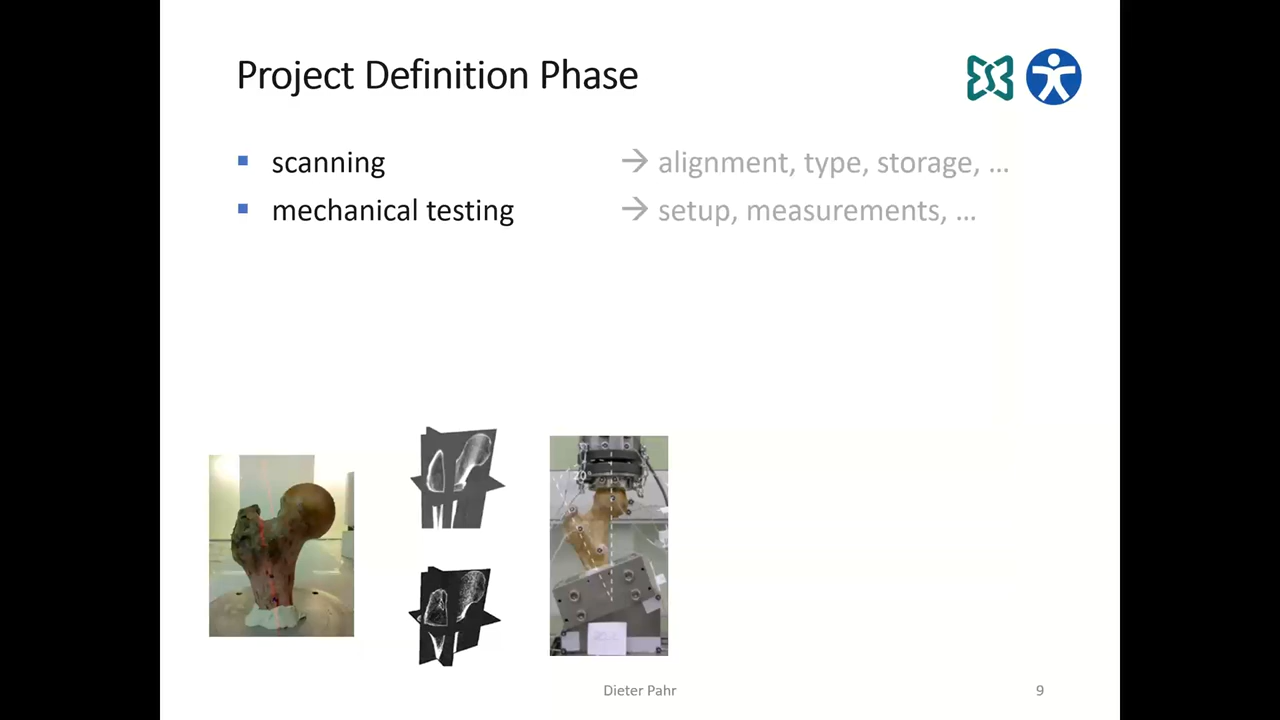 Project Definition Phase
▪ scanning → alignment, type, storage, ...
▪ mechanical testing → setup, measurements, ...
Dieter Pahr 9